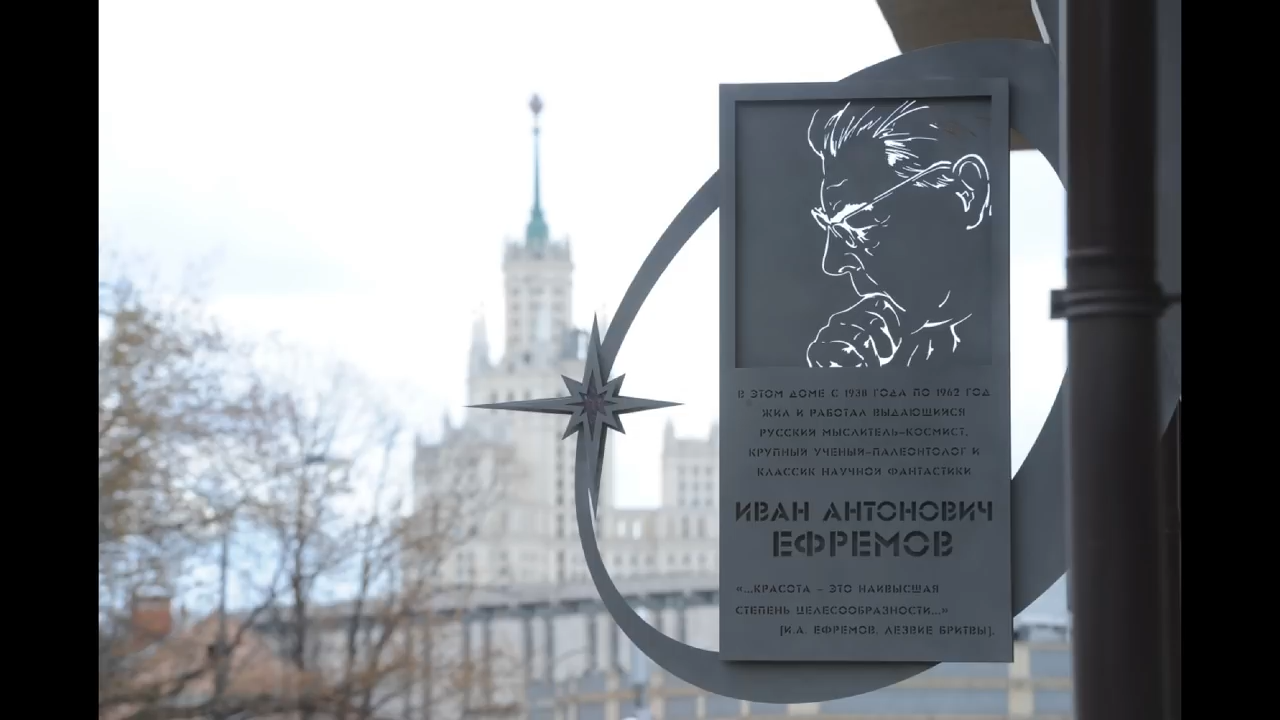 В ЭТОМ ДОМЕ С 1938 ГОДА ПО 1962 ГОД
ЖИЛ И РАБОТАЛ ВЫДАЮЩИЙСЯ
РУССКИЙ МЫСЛИТЕЛЬ-КОСМИСТ,
КРУПНЫЙ УЧЕНЫЙ-ПАЛЕОНТОЛОГ И
КЛАССИК НАУЧНОЙ ФАНТАСТИКИ
ИВАН АНТОНОВИЧ
ЕФРЕМОВ
«...КРАСОТА – ЭТО НАИВЫСШАЯ
СТЕПЕНЬ ЦЕЛЕСООБРАЗНОСТИ...»
[И.А. ЕФРЕМОВ. ЛЕЗВИЕ БРИТВЫ].